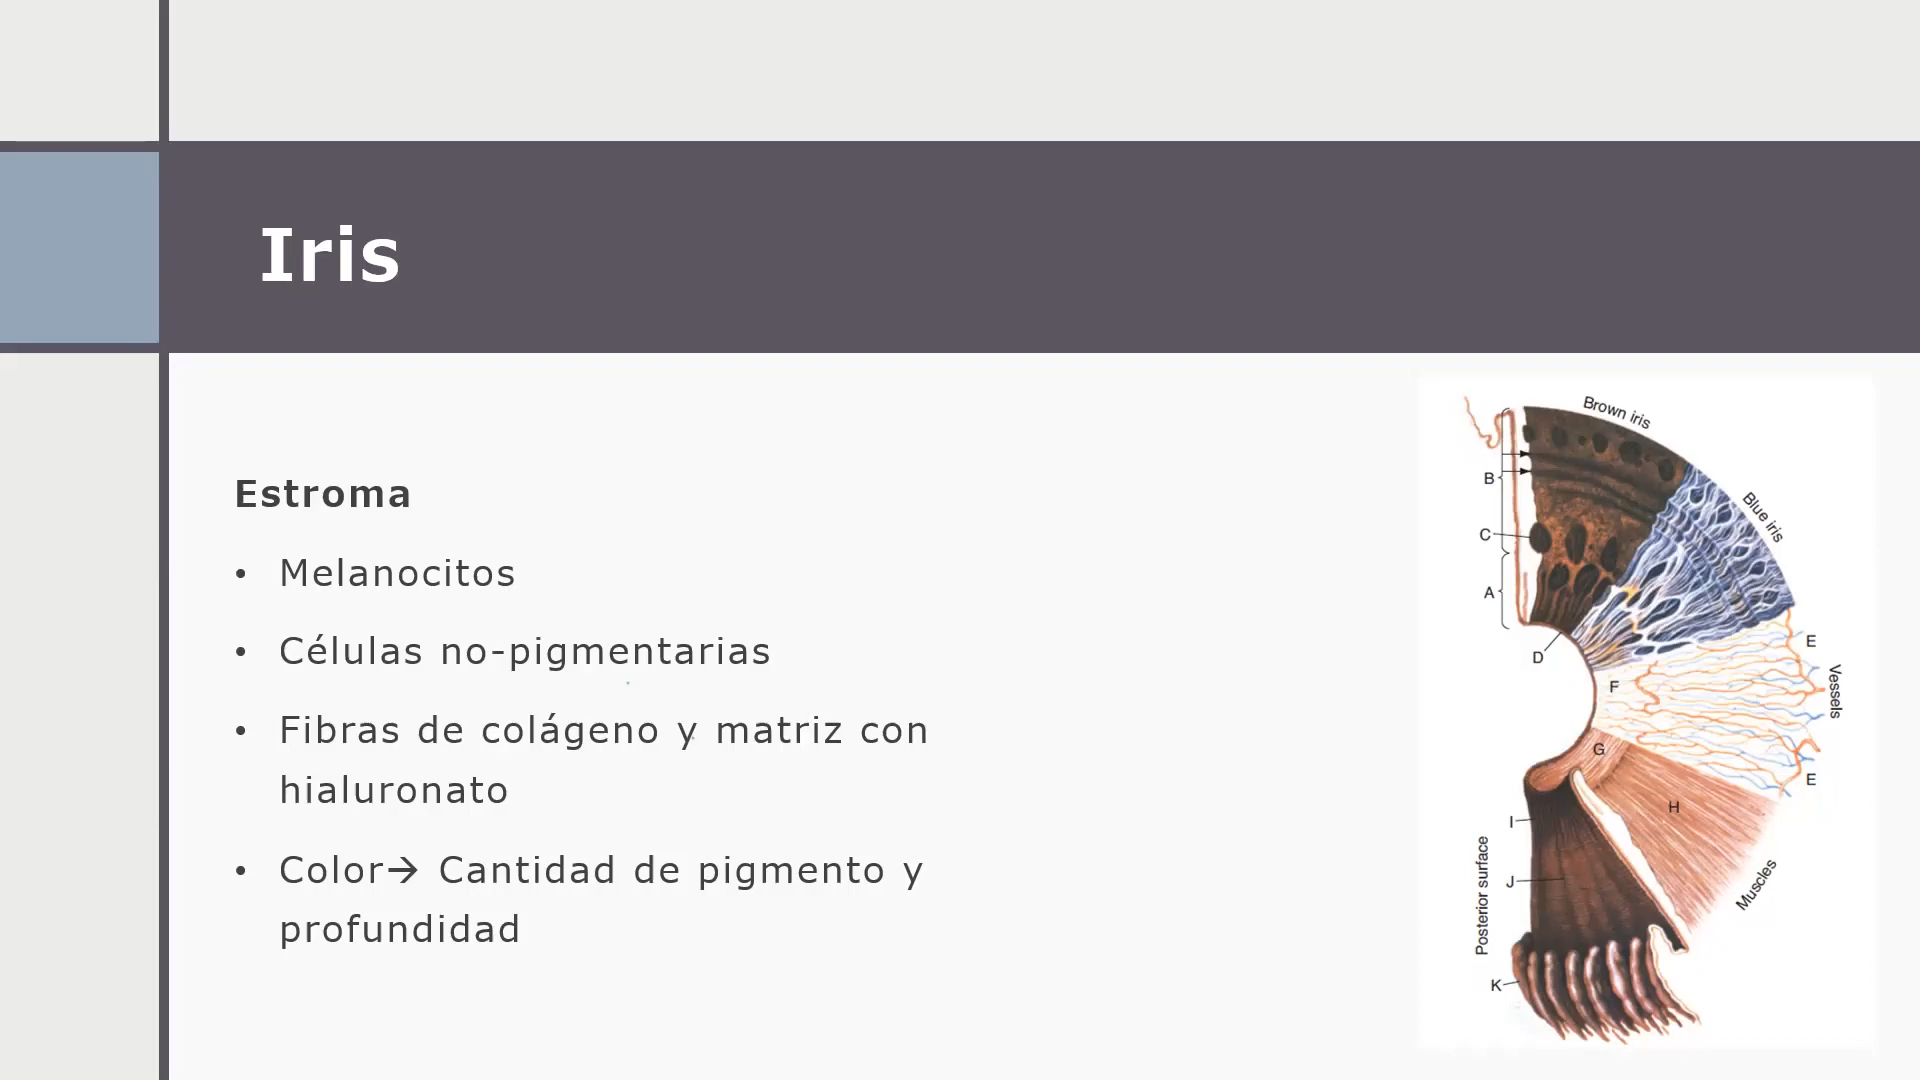 Iris
Estroma
• Melanocitos
• Células no-pigmentarias
• Fibras de colágeno y matriz con
hialuronato
• Color→ Cantidad de pigmento y
profundidad
Brown iris
Blue iris
B
C
A
D
E
F
Vessels
G
E
H
I
Muscles
Posterior surface
J
K